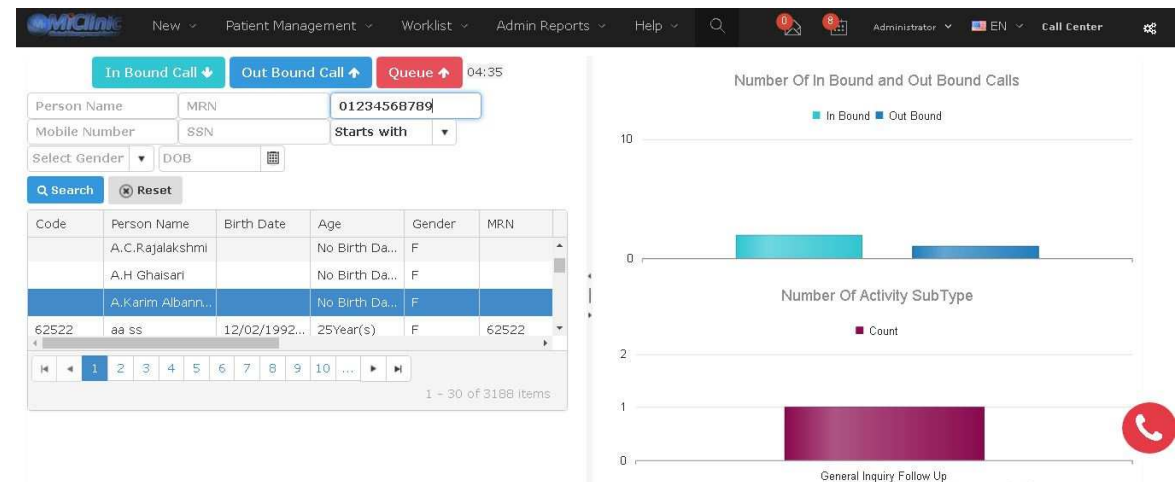 MiClinic New Patient Management Worklist Admin Reports Help 0 8 Administrator EN Call Center
In Bound Call Out Bound Call Queue 04:35
Person Name MRN 01234568789
Mobile Number SSN Starts with
Select Gender DOB
Search Reset
Code Person Name Birth Date Age Gender MRN
A.C.Rajalakshmi No Birth Da... F
A.H Ghaisari No Birth Da... F
A.Karim Albann... No Birth Da... F
62522 aa ss 12/02/1992... 25Year(s) F 62522
1 2 3 4 5 6 7 8 9 10 ...
1 - 30 of 3188 items
Number Of In Bound and Out Bound Calls
In Bound Out Bound
10
0
Number Of Activity SubType
Count
2
1
0
General Inquiry Follow Up